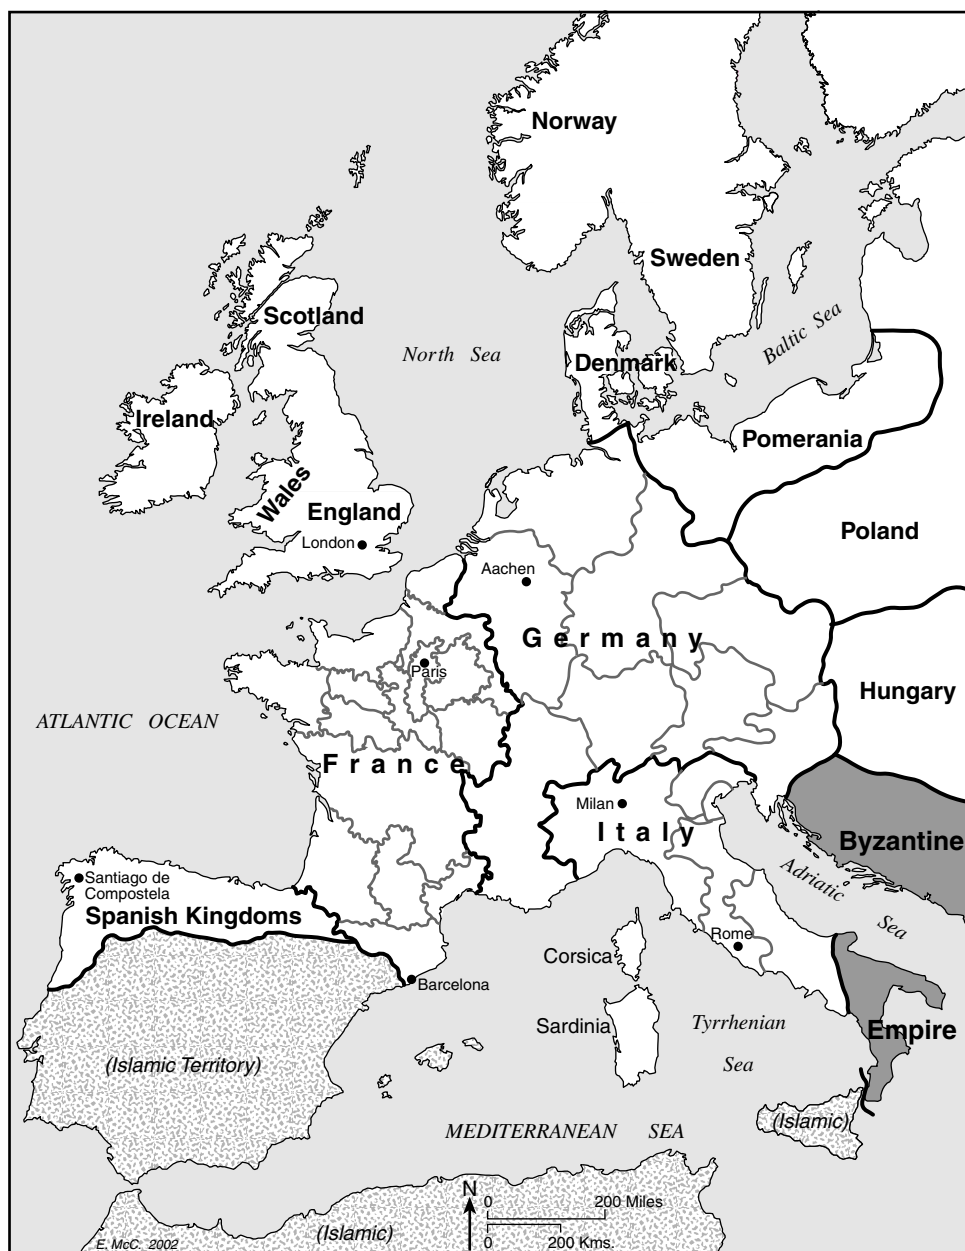 Norway
Sweden
Scotland
North Sea
Baltic Sea
Denmark
Ireland
Pomerania
Wales
England
London
Poland
Aachen
Germany
Paris
Hungary
ATLANTIC OCEAN
France
Milan
Italy
Byzantine
Adriatic
Sea
Santiago de
Compostela
Spanish Kingdoms
Rome
Corsica
Barcelona
Sardinia
Tyrrhenian
Sea
Empire
(Islamic Territory)
(Islamic)
MEDITERRANEAN SEA
N
0 200 Miles
(Islamic)
0 200 Kms.
E. McC. 2002